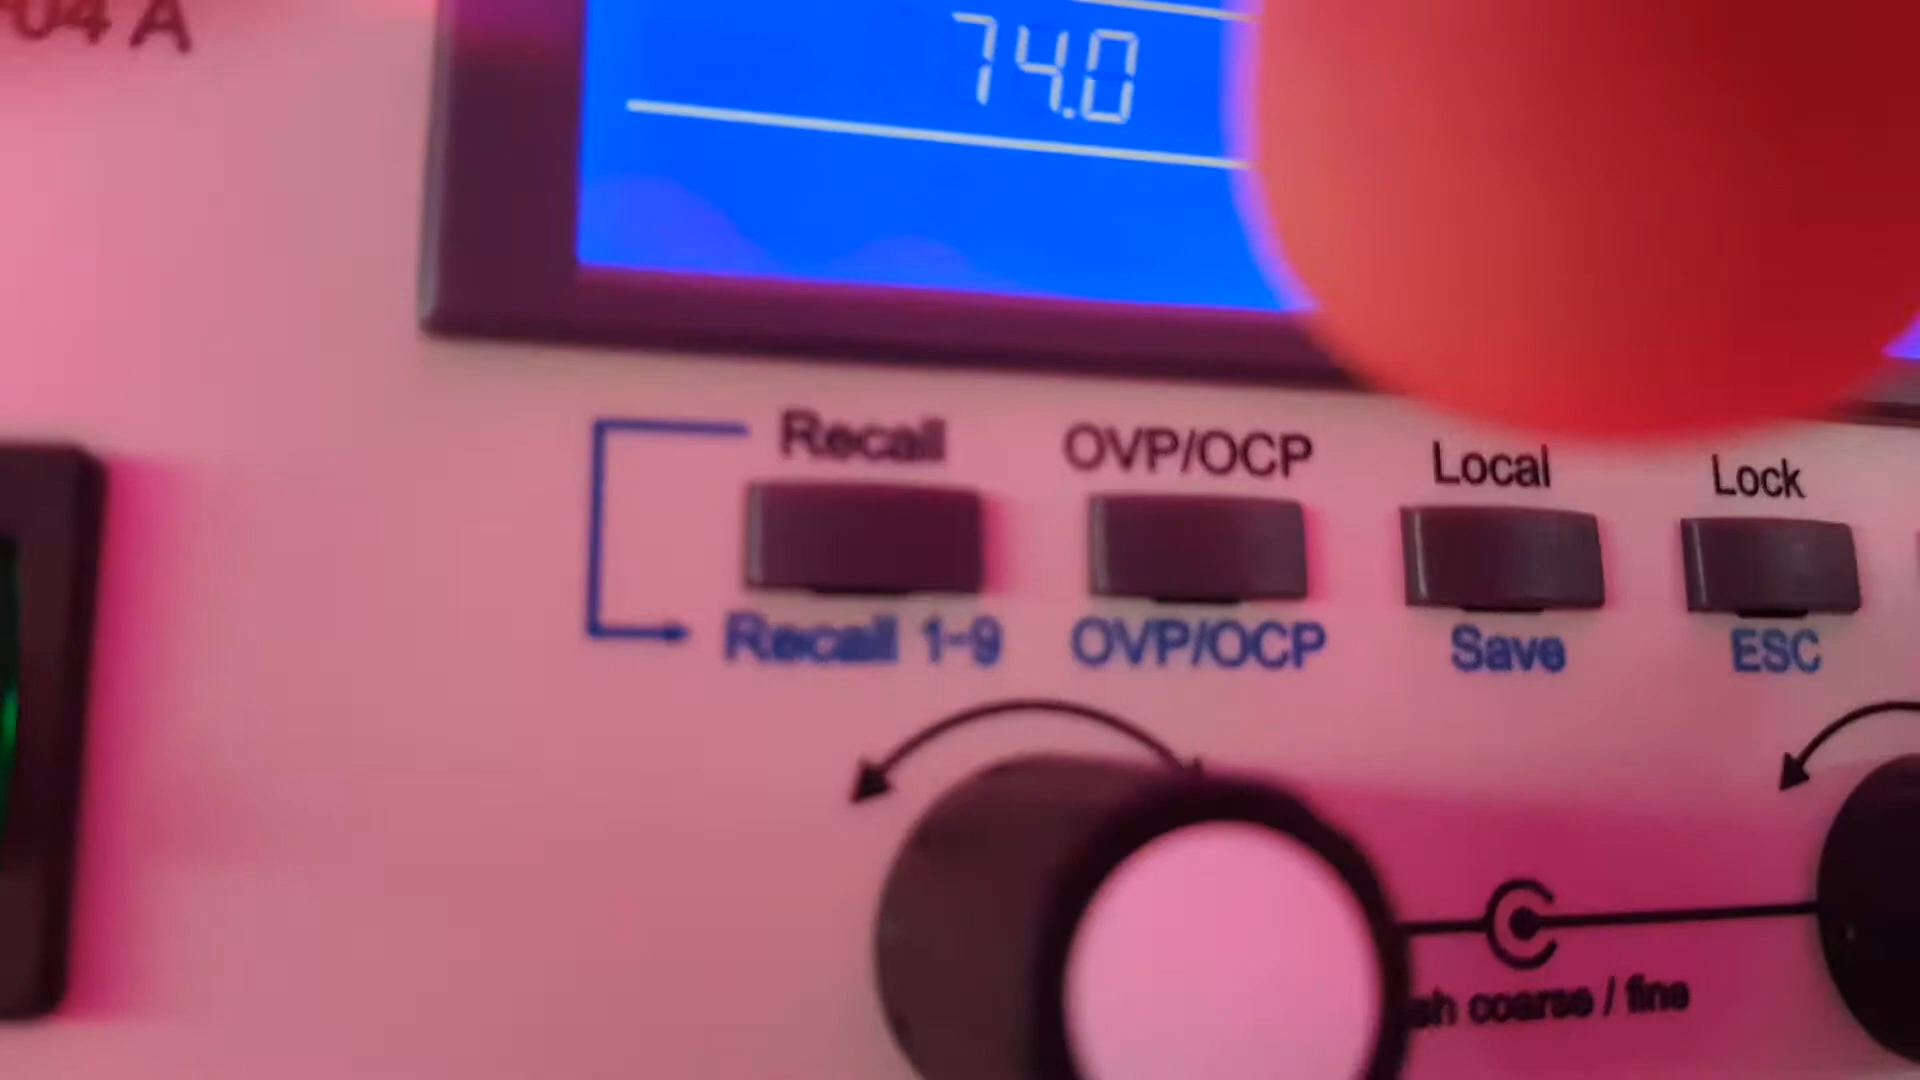 04 A
74.0
Recall OVP/OCP Local Lock
Recall 1-9 OVP/OCP Save ESC
coarse / fine